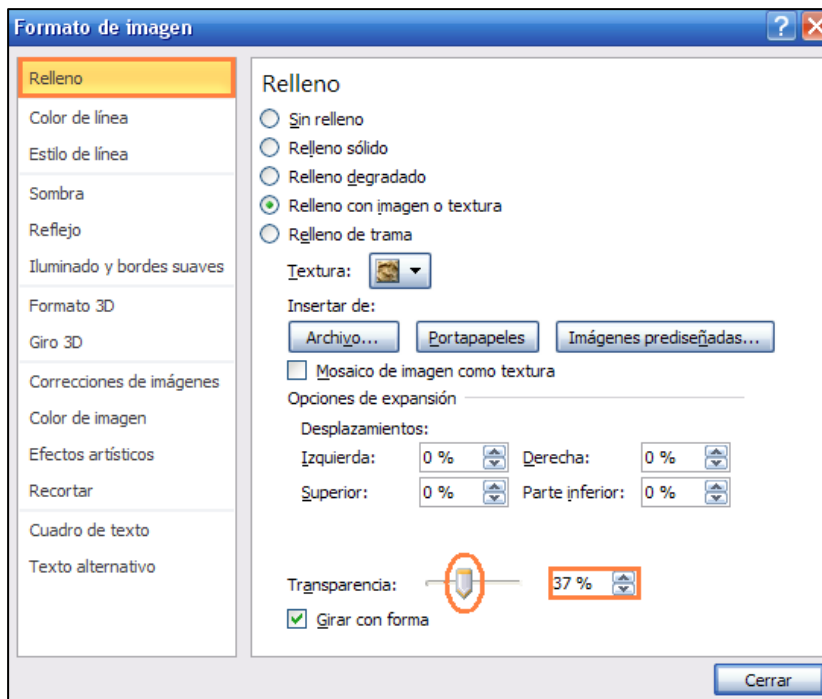 Formato de imagen
Relleno
Color de línea
Estilo de línea
Sombra
Reflejo
Iluminado y bordes suaves
Formato 3D
Giro 3D
Correcciones de imágenes
Color de imagen
Efectos artísticos
Recortar
Cuadro de texto
Texto alternativo
Relleno
Sin relleno
Relleno sólido
Relleno degradado
Relleno con imagen o textura
Relleno de trama
Textura:
Insertar de:
Archivo... Portapapeles Imágenes prediseñadas...
Mosaico de imagen como textura
Opciones de expansión
Desplazamientos:
Izquierda: 0 % Derecha: 0 %
Superior: 0 % Parte inferior: 0 %
Transparencia: 37 %
Girar con forma
Cerrar